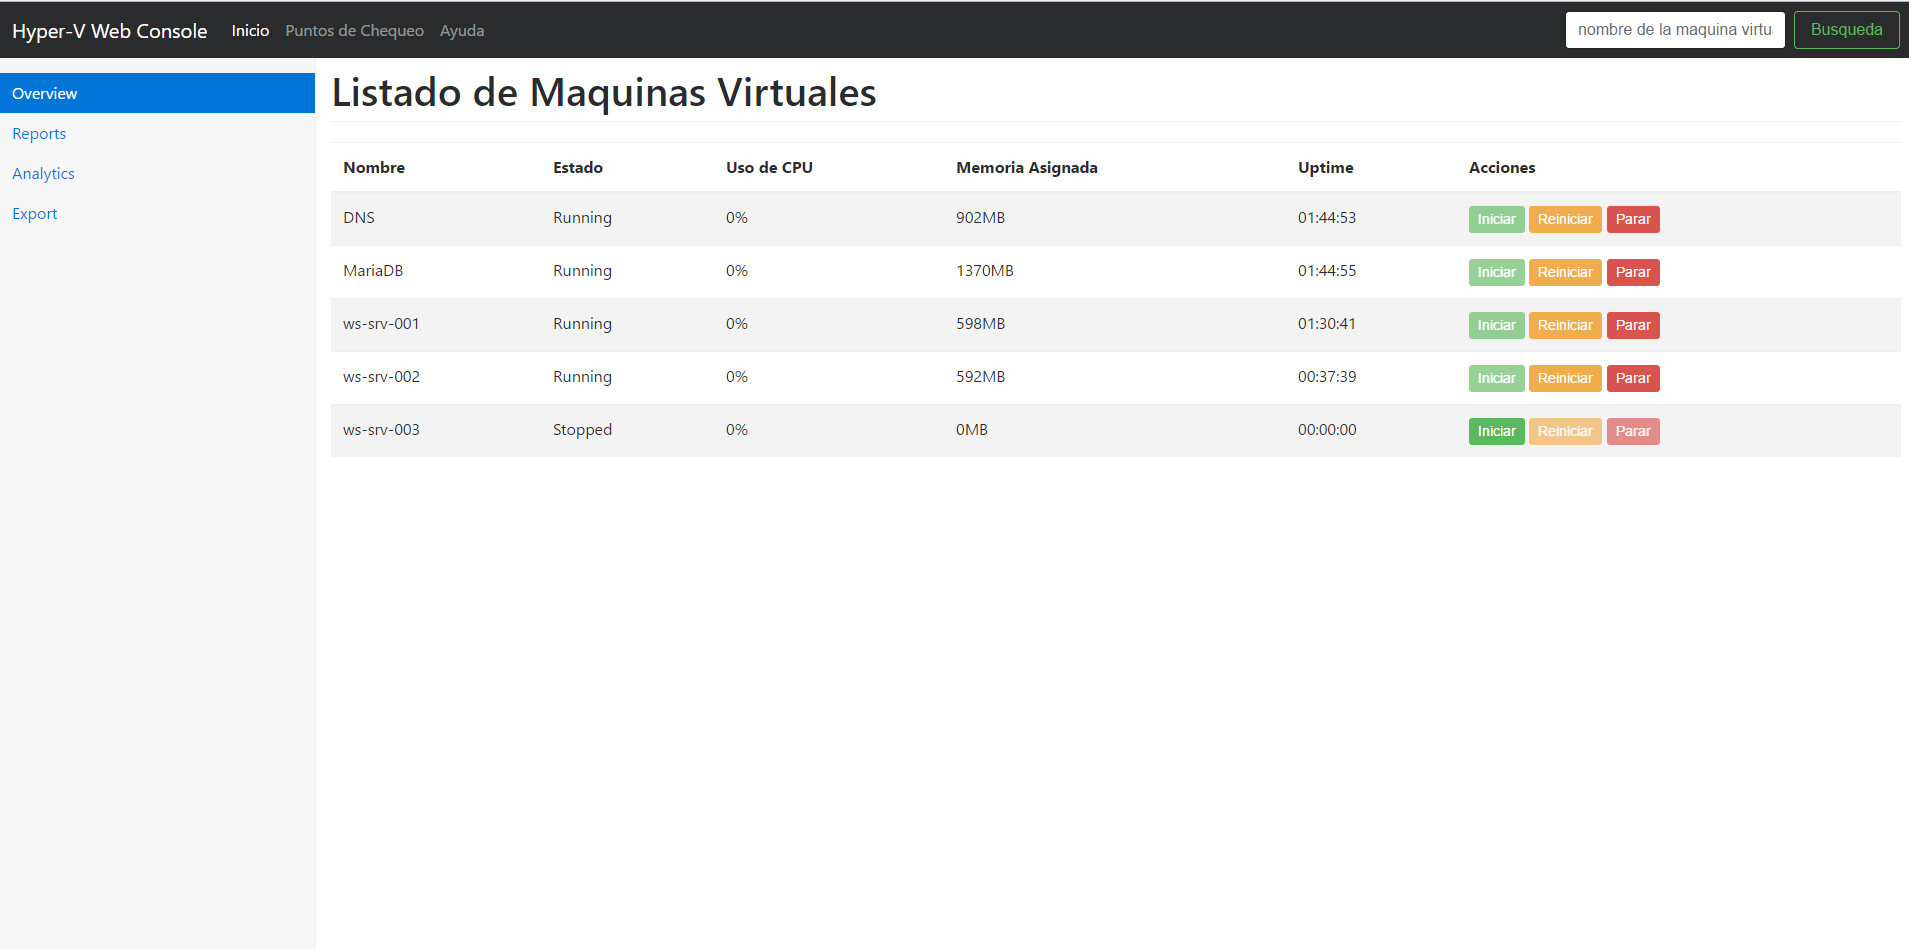 Hyper-V Web Console Inicio Puntos de Chequeo Ayuda nombre de la maquina virtu Busqueda
Overview
Reports
Analytics
Export
Listado de Maquinas Virtuales
Nombre Estado Uso de CPU Memoria Asignada Uptime Acciones
DNS Running 0% 902MB 01:44:53 Iniciar Reiniciar Parar
MariaDB Running 0% 1370MB 01:44:55 Iniciar Reiniciar Parar
ws-srv-001 Running 0% 598MB 01:30:41 Iniciar Reiniciar Parar
ws-srv-002 Running 0% 592MB 00:37:39 Iniciar Reiniciar Parar
ws-srv-003 Stopped 0% 0MB 00:00:00 Iniciar Reiniciar Parar